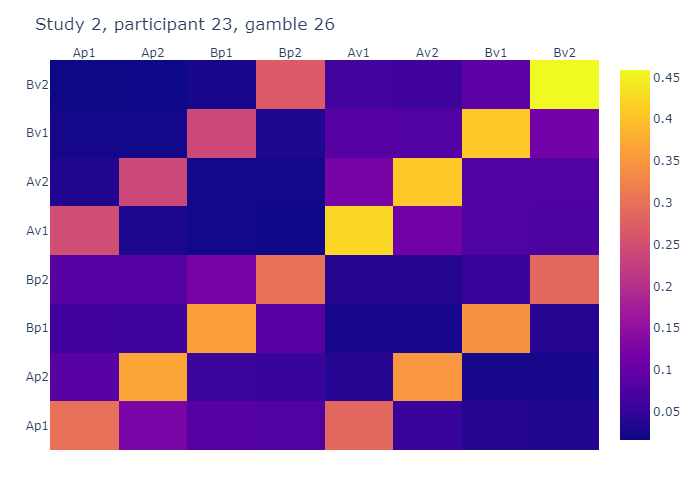 Study 2, participant 23, gamble 26
Ap1 Ap2 Bp1 Bp2 Av1 Av2 Bv1 Bv2
Bv2
Bv1
Av2
Av1
Bp2
Bp1
Ap2
Ap1
0.45
0.4
0.35
0.3
0.25
0.2
0.15
0.1
0.05